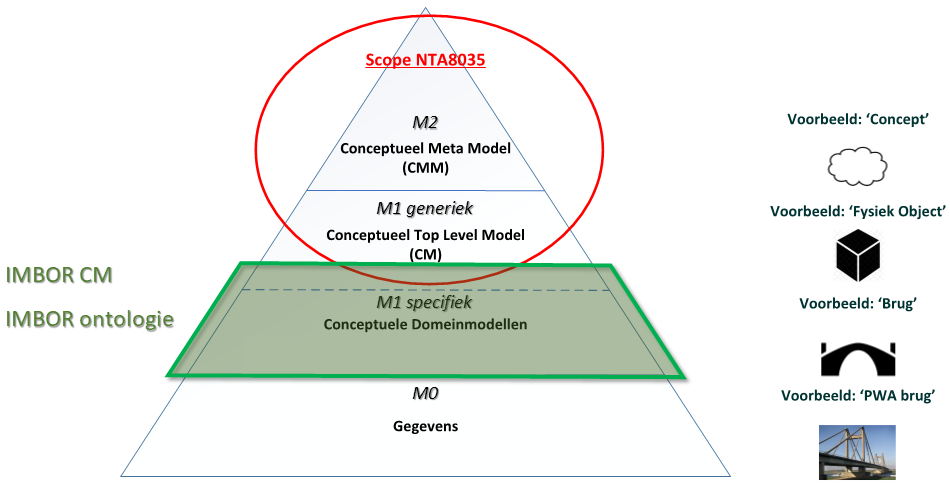 Scope NTA8035
M2
Conceptueel Meta Model
(CMM)
M1 generiek
Conceptueel Top Level Model
(CM)
M1 specifiek
Conceptuele Domeinmodellen
M0
Gegevens
IMBOR CM
IMBOR ontologie
Voorbeeld: ‘Concept’
Voorbeeld: ‘Fysiek Object’
Voorbeeld: ‘Brug’
Voorbeeld: ‘PWA brug’